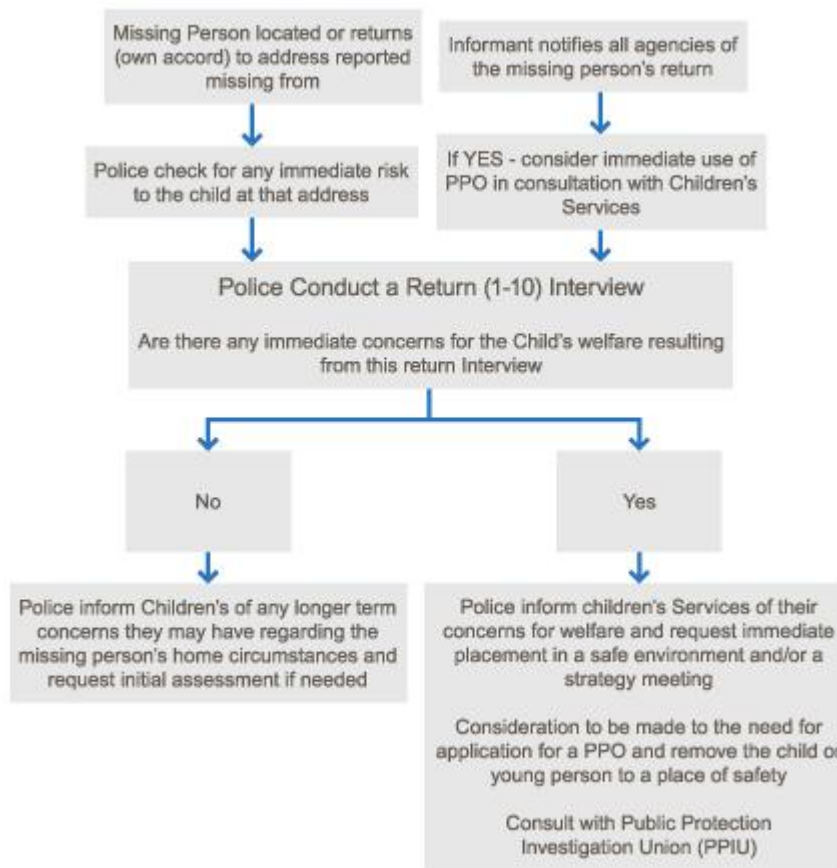 Missing Person located or returns
(own accord) to address reported
missing from
Informant notifies all agencies of
the missing person's return
Police check for any immediate risk
to the child at that address
If YES - consider immediate use of
PPO in consultation with Children's
Services
Police Conduct a Return (1-10) Interview
Are there any immediate concerns for the Child's welfare resulting
from this return Interview
No
Yes
Police inform Children's of any longer term
concerns they may have regarding the
missing person's home circumstances and
request initial assessment if needed
Police inform children's Services of their
concerns for welfare and request immediate
placement in a safe environment and/or a
strategy meeting
Consideration to be made to the need for
application for a PPO and remove the child or
young person to a place of safety
Consult with Public Protection
Investigation Union (PPIU)